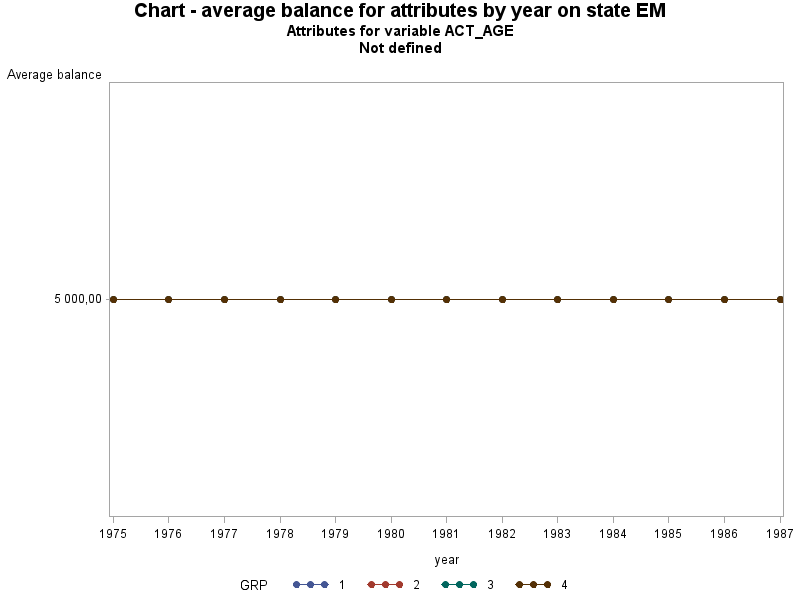 Chart - average balance for attributes by year on state EM
Attributes for variable ACT_AGE
Not defined
Average balance
5 000,00
1975 1976 1977 1978 1979 1980 1981 1982 1983 1984 1985 1986 1987
year
GRP 1 2 3 4